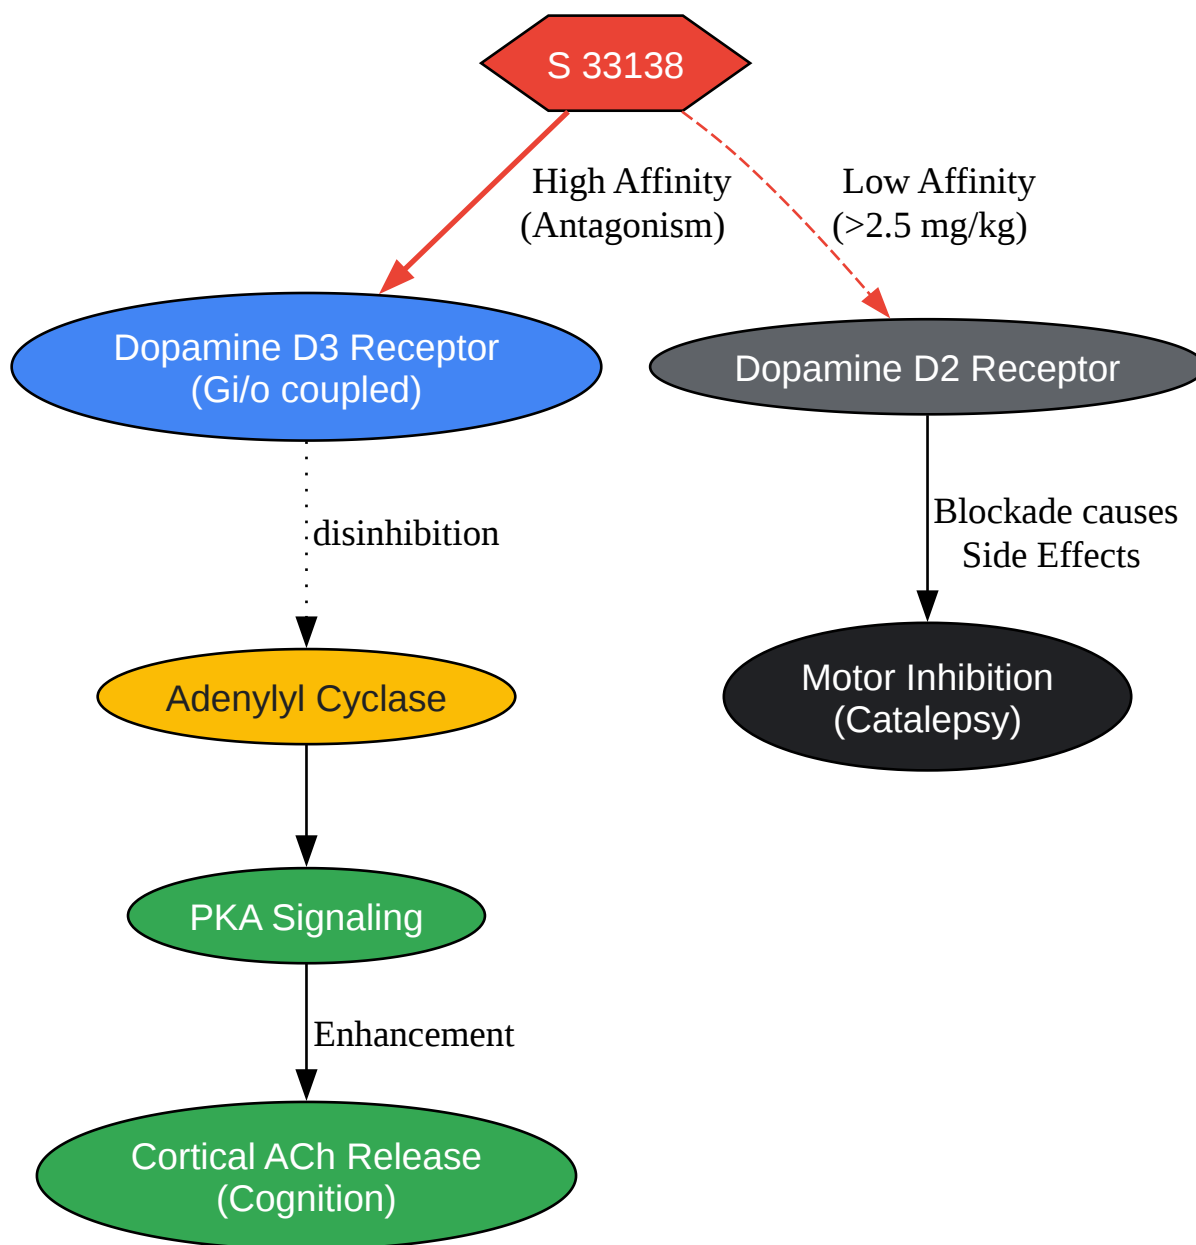 S 33138
High Affinity
(Antagonism)
Low Affinity
(>2.5 mg/kg)
Dopamine D3 Receptor
(Gi/o coupled)
Dopamine D2 Receptor
disinhibition
Blockade causes
Side Effects
Adenylyl Cyclase
Motor Inhibition
(Catalepsy)
PKA Signaling
Enhancement
Cortical ACh Release
(Cognition)